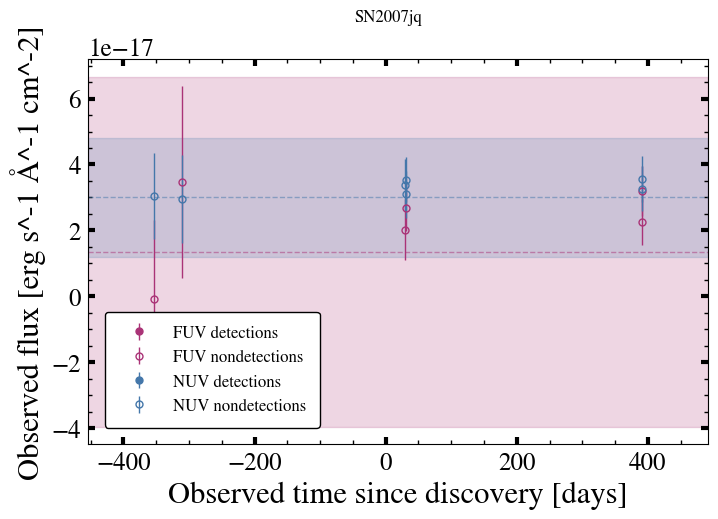 SN2007jq
1e−17
Observed flux [erg s^-1 Å^-1 cm^-2]
6
4
2
0
−2
−4
FUV detections
FUV nondetections
NUV detections
NUV nondetections
−400 −200 0 200 400
Observed time since discovery [days]